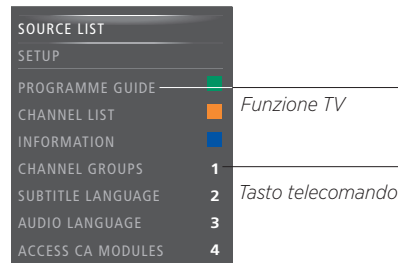 SOURCE LIST
SETUP
PROGRAMME GUIDE
Funzione TV
CHANNEL LIST
INFORMATION
CHANNEL GROUPS 1
Tasto telecomando
SUBTITLE LANGUAGE 2
AUDIO LANGUAGE 3
ACCESS CA MODULES 4